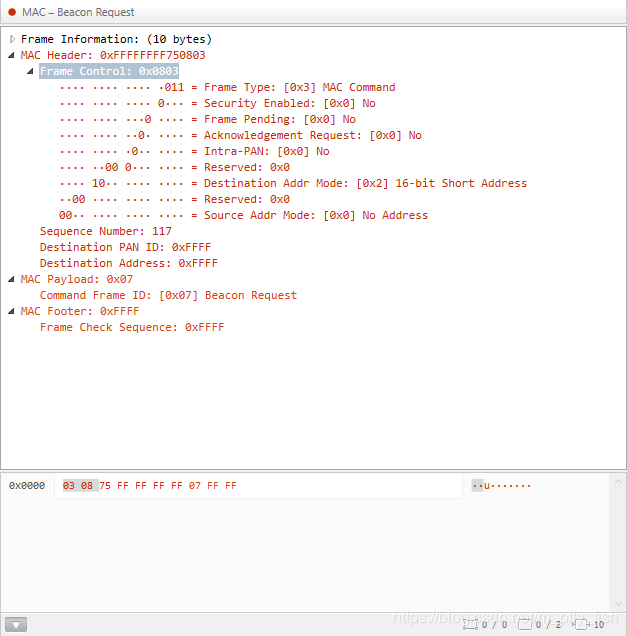 MAC – Beacon Request
Frame Information: (10 bytes)
MAC Header: 0xFFFFFFFF750803
Frame Control: 0x0803
···· ···· ···· ·011 = Frame Type: [0x3] MAC Command
···· ···· ···· 0··· = Security Enabled: [0x0] No
···· ···· ···0 ···· = Frame Pending: [0x0] No
···· ···· ··0· ···· = Acknowledgement Request: [0x0] No
···· ···· ·0·· ···· = Intra-PAN: [0x0] No
···· ··00 0··· ···· = Reserved: 0x0
···· 10·· ···· ···· = Destination Addr Mode: [0x2] 16-bit Short Address
··00 ···· ···· ···· = Reserved: 0x0
00·· ···· ···· ···· = Source Addr Mode: [0x0] No Address
Sequence Number: 117
Destination PAN ID: 0xFFFF
Destination Address: 0xFFFF
MAC Payload: 0x07
Command Frame ID: [0x07] Beacon Request
MAC Footer: 0xFFFF
Frame Check Sequence: 0xFFFF
0x0000 03 08 75 FF FF FF FF 07 FF FF ··u·······
0 / 0 0 / 2 10